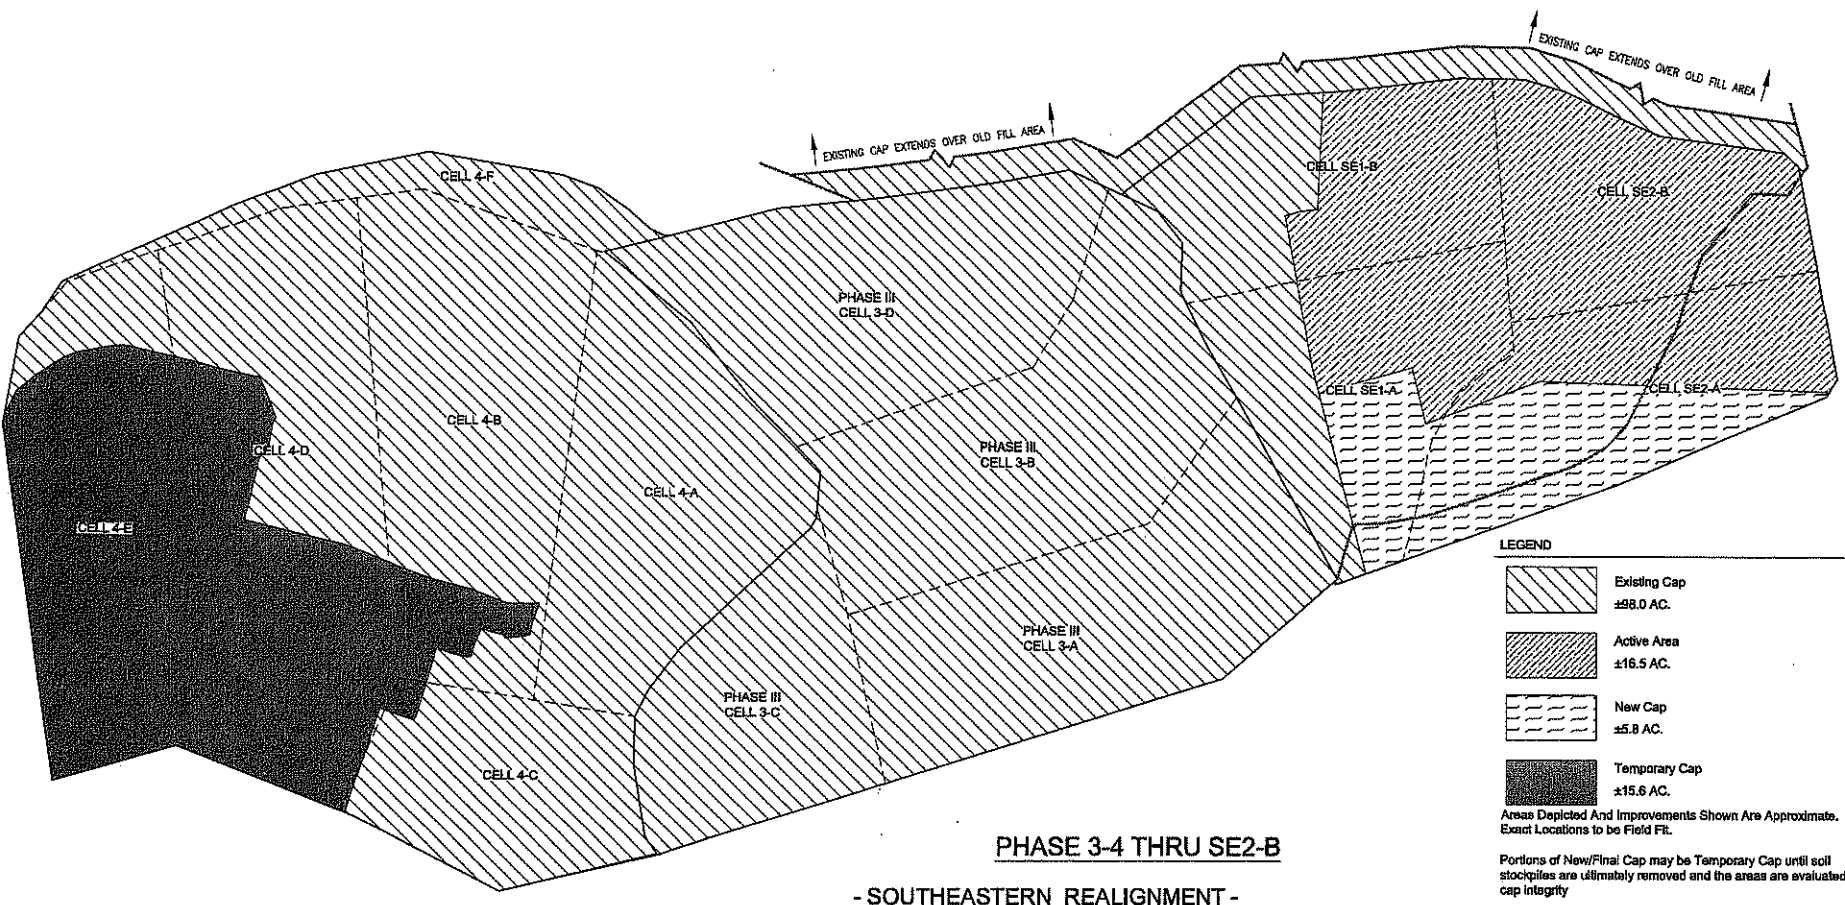 EXISTING CAP EXTENDS OVER OLD FILL AREA
EXISTING CAP EXTENDS OVER OLD FILL AREA
CELL 4-F
CELL SE1-B
CELL SE2-B
PHASE III
CELL 3-D
CELL SE1-A
CELL SE2-A
CELL 4-B
CELL 4-D
PHASE III
CELL 3-B
CELL 4-A
CELL 4-E
PHASE III
CELL 3-A
PHASE III
CELL 3-C
CELL 4-C
LEGEND
Existing Cap
±98.0 AC.
Active Area
±16.5 AC.
New Cap
±5.8 AC.
Temporary Cap
±15.6 AC.
Areas Depicted And Improvements Shown Are Approximate.
Exact Locations to be Field Fit.
Portions of New/Final Cap may be Temporary Cap until soil
stockpiles are ultimately removed and the areas are evaluated
cap integrity
PHASE 3-4 THRU SE2-B
- SOUTHEASTERN REALIGNMENT -